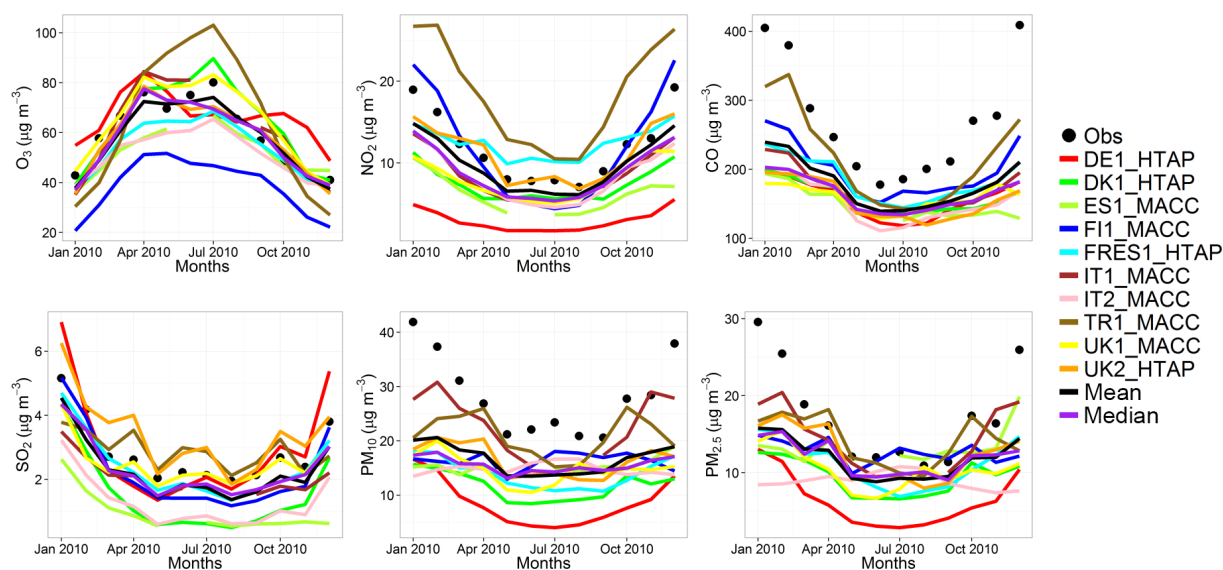 O₃ (µg m⁻³)
100
80
60
40
20
Jan 2010 Apr 2010 Jul 2010 Oct 2010
Months
NO₂ (µg m⁻³)
20
10
Jan 2010 Apr 2010 Jul 2010 Oct 2010
Months
CO (µg m⁻³)
400
300
200
100
Jan 2010 Apr 2010 Jul 2010 Oct 2010
Months
SO₂ (µg m⁻³)
6
4
2
Jan 2010 Apr 2010 Jul 2010 Oct 2010
Months
PM₁₀ (µg m⁻³)
40
30
20
10
Jan 2010 Apr 2010 Jul 2010 Oct 2010
Months
PM₂.₅ (µg m⁻³)
30
20
10
Jan 2010 Apr 2010 Jul 2010 Oct 2010
Months
Obs
DE1_HTAP
DK1_HTAP
ES1_MACC
FI1_MACC
FRES1_HTAP
IT1_MACC
IT2_MACC
TR1_MACC
UK1_MACC
UK2_HTAP
Mean
Median